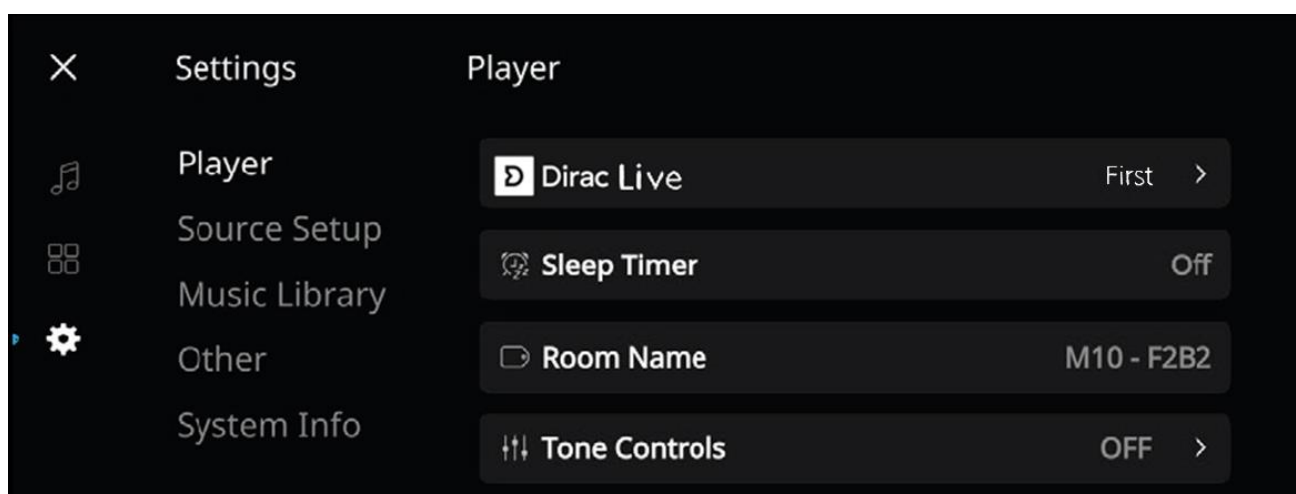 Settings
Player
Player
Source Setup
Music Library
Other
System Info
Dirac Live First
Sleep Timer Off
Room Name M10 - F2B2
Tone Controls OFF